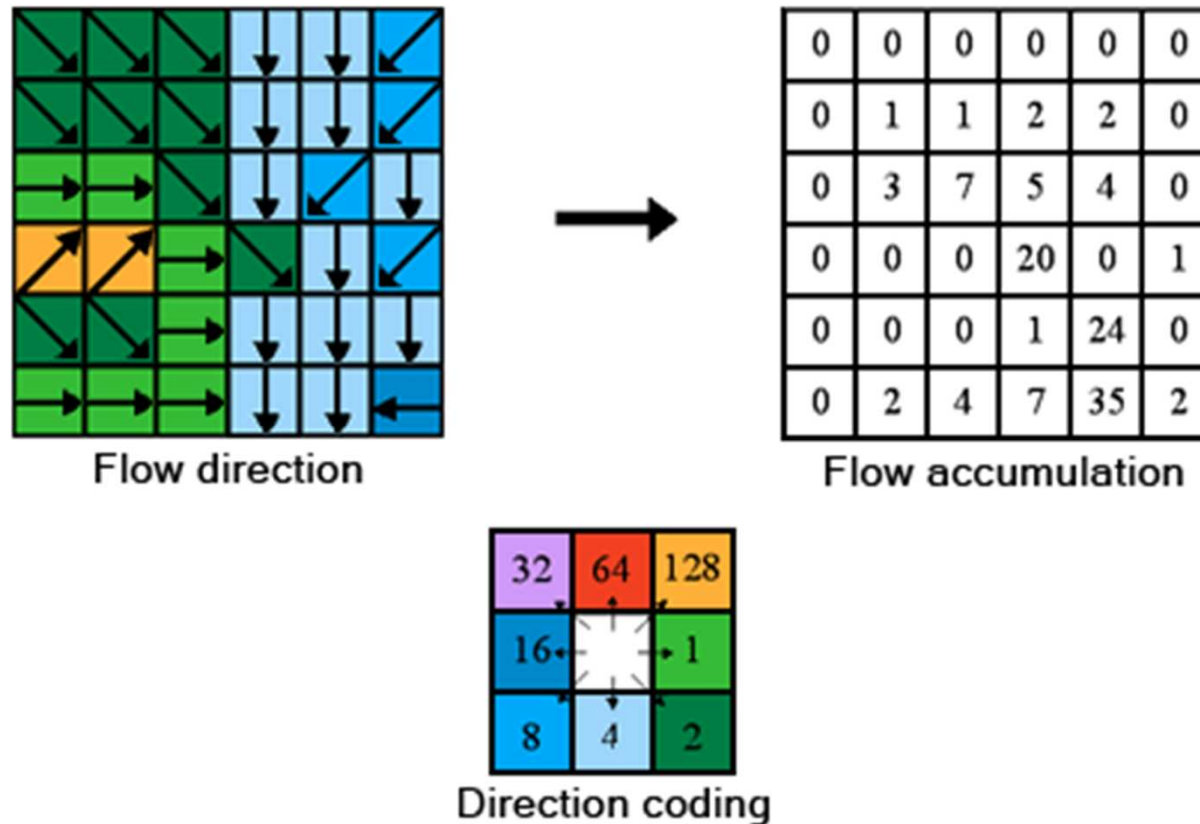 0 0 0 0 0 0
0 1 1 2 2 0
0 3 7 5 4 0
0 0 0 20 0 1
0 0 0 1 24 0
0 2 4 7 35 2
Flow direction
Flow accumulation
32 64 128
16 1
8 4 2
Direction coding